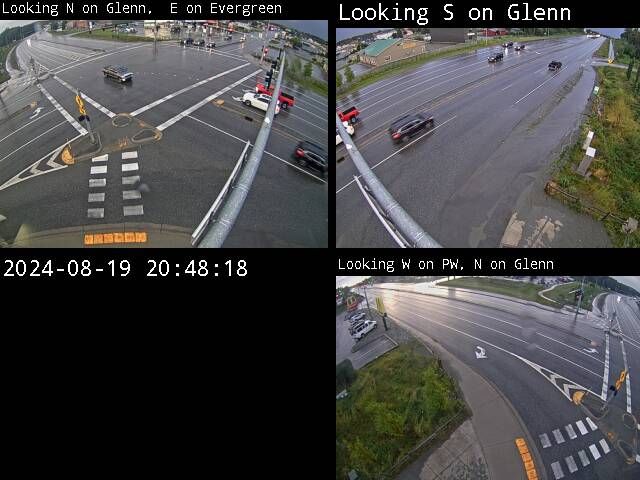 Looking N on Glenn,  E on Evergreen
Looking S on Glenn
2024-08-19 20:48:18
Looking W on PW, N on Glenn